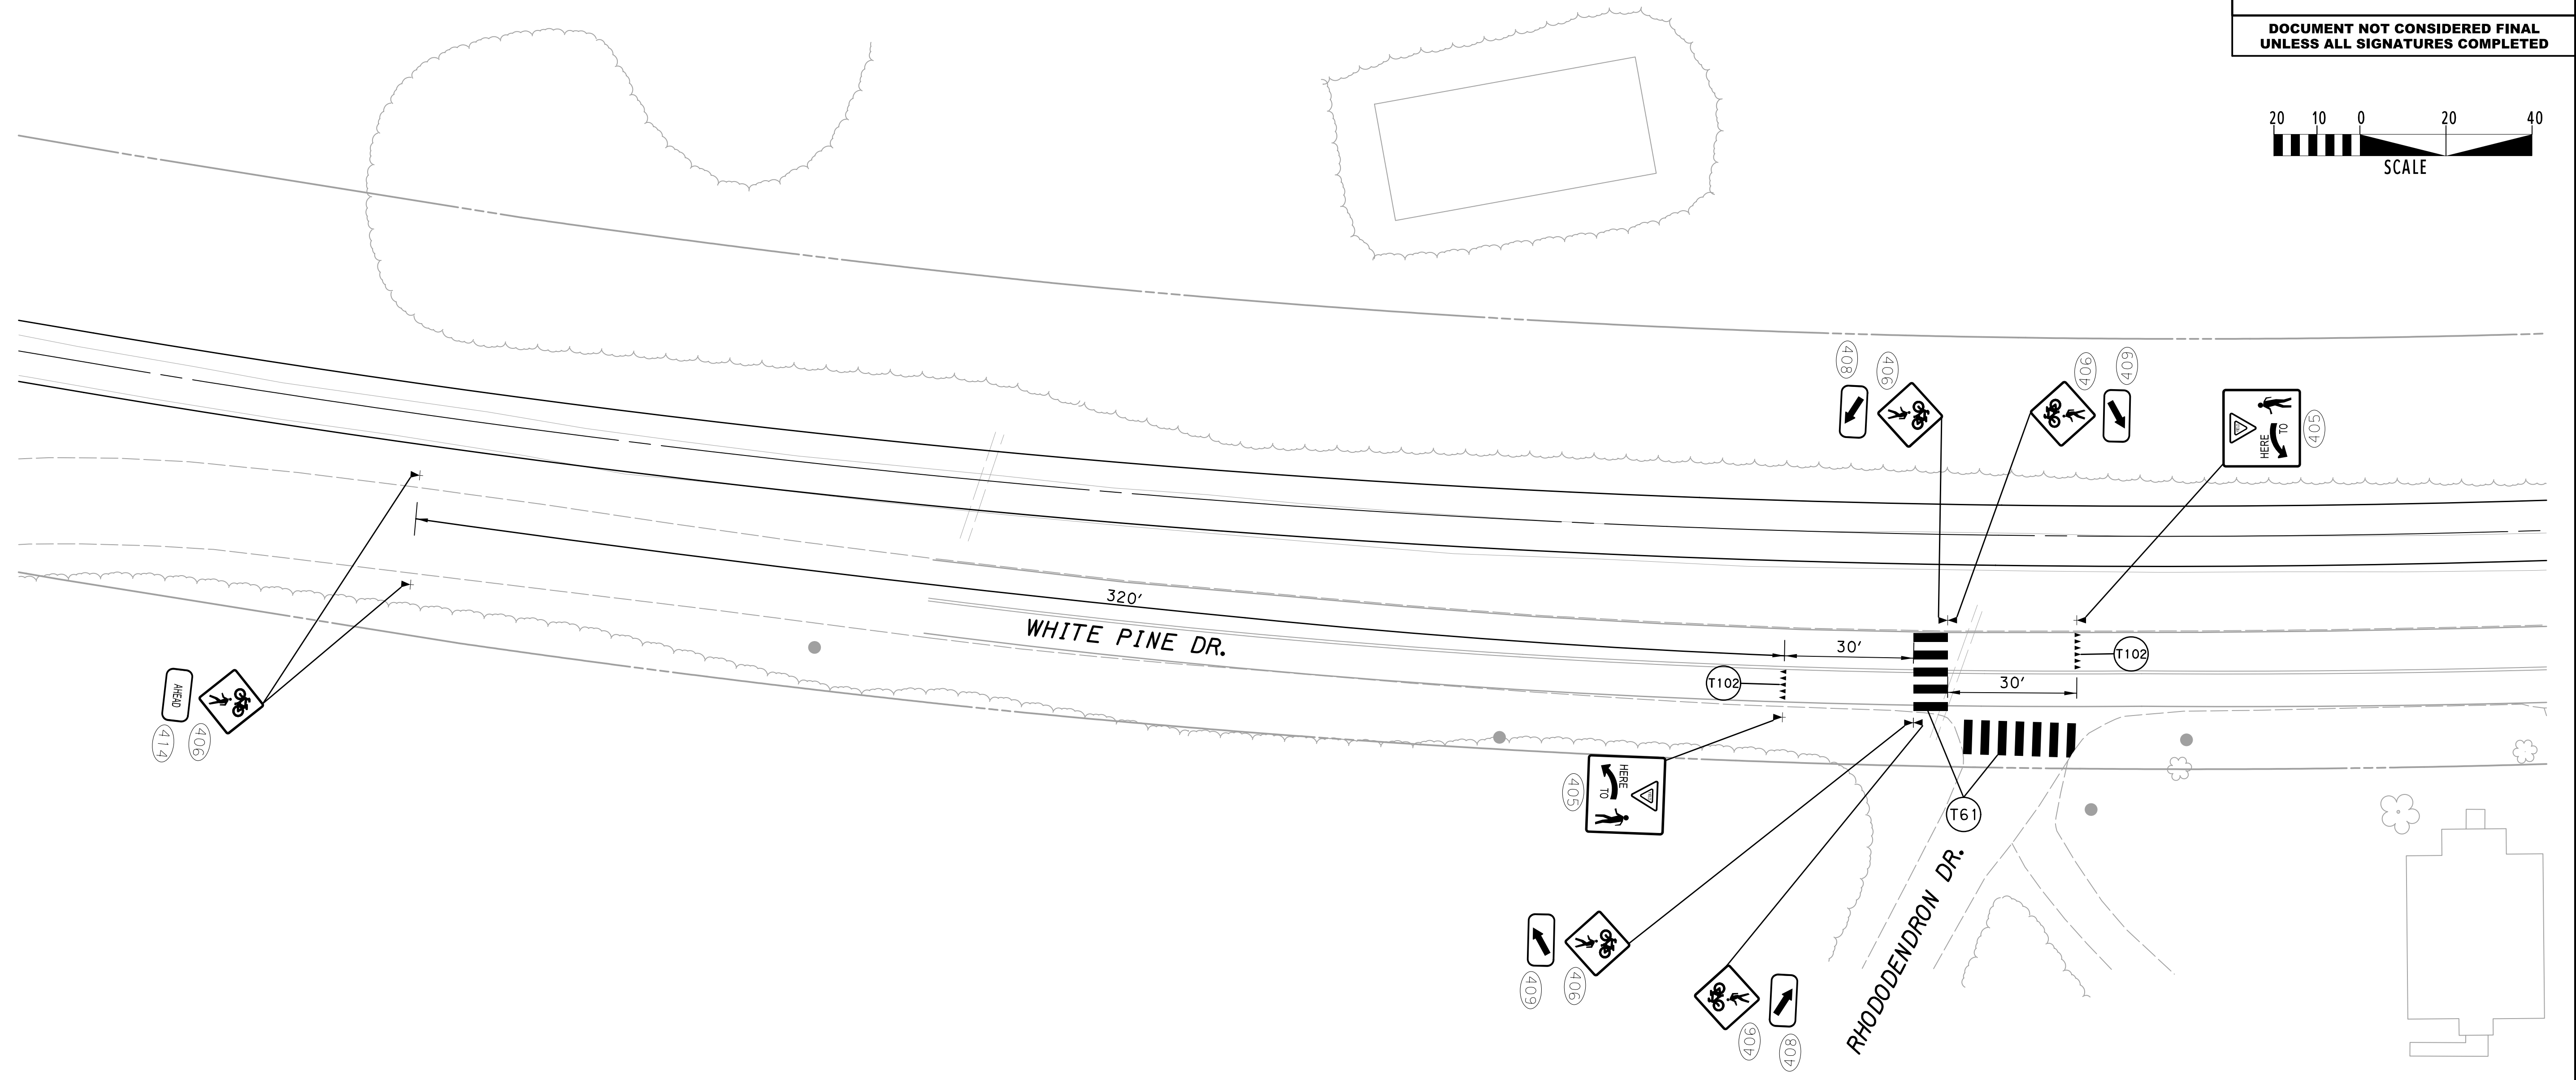 DOCUMENT NOT CONSIDERED FINAL
UNLESS ALL SIGNATURES COMPLETED
20 10 0 20 40
SCALE
408
406
406
409
HERE
TO
405
320'
WHITE PINE DR.
30'
T102
T102
30'
AHEAD
414
406
405
HERE
TO
T61
RHODODENDRON DR.
409
406
406
408